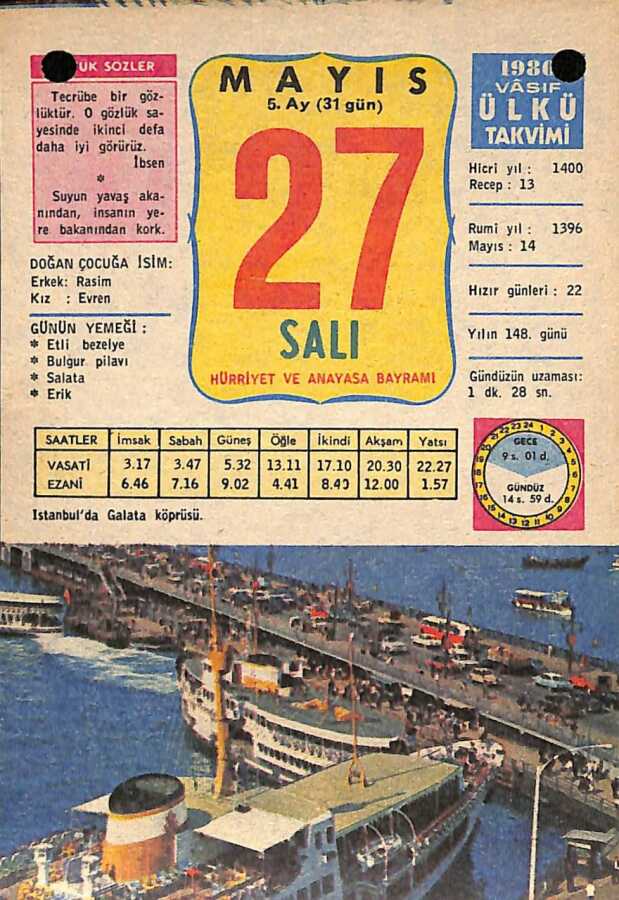 ÜK SÖZLER
Tecrübe bir göz-
lüktür. O gözlük sa-
yesinde ikinci defa
daha iyi görürüz.
İbsen
Suyun yavaş aka-
nından, insanın ye-
re bakanından kork.
DOĞAN ÇOCUĞA İSİM:
Erkek: Rasim
Kız : Evren
GÜNÜN YEMEĞİ :
* Etli bezelye
* Bulgur pilavı
* Salata
* Erik
MAYIS
5. Ay (31 gün)
27
SALI
HÜRRİYET VE ANAYASA BAYRAMI
1980
VÂSIF
ÜLKÜ
TAKVİMİ
Hicri yıl : 1400
Recep : 13
Rumi yıl : 1396
Mayıs : 14
Hızır günleri : 22
Yılın 148. günü
Gündüzün uzaması:
1 dk. 28 sn.
SAATLER İmsak Sabah Güneş Öğle İkindi Akşam Yatsı
VASATİ 3.17 3.47 5.32 13.11 17.10 20.30 22.27
EZANİ 6.46 7.16 9.02 4.41 8.40 12.00 1.57
GECE
9 s. 01 d.
GÜNDÜZ
14 s. 59 d.
İstanbul'da Galata köprüsü.